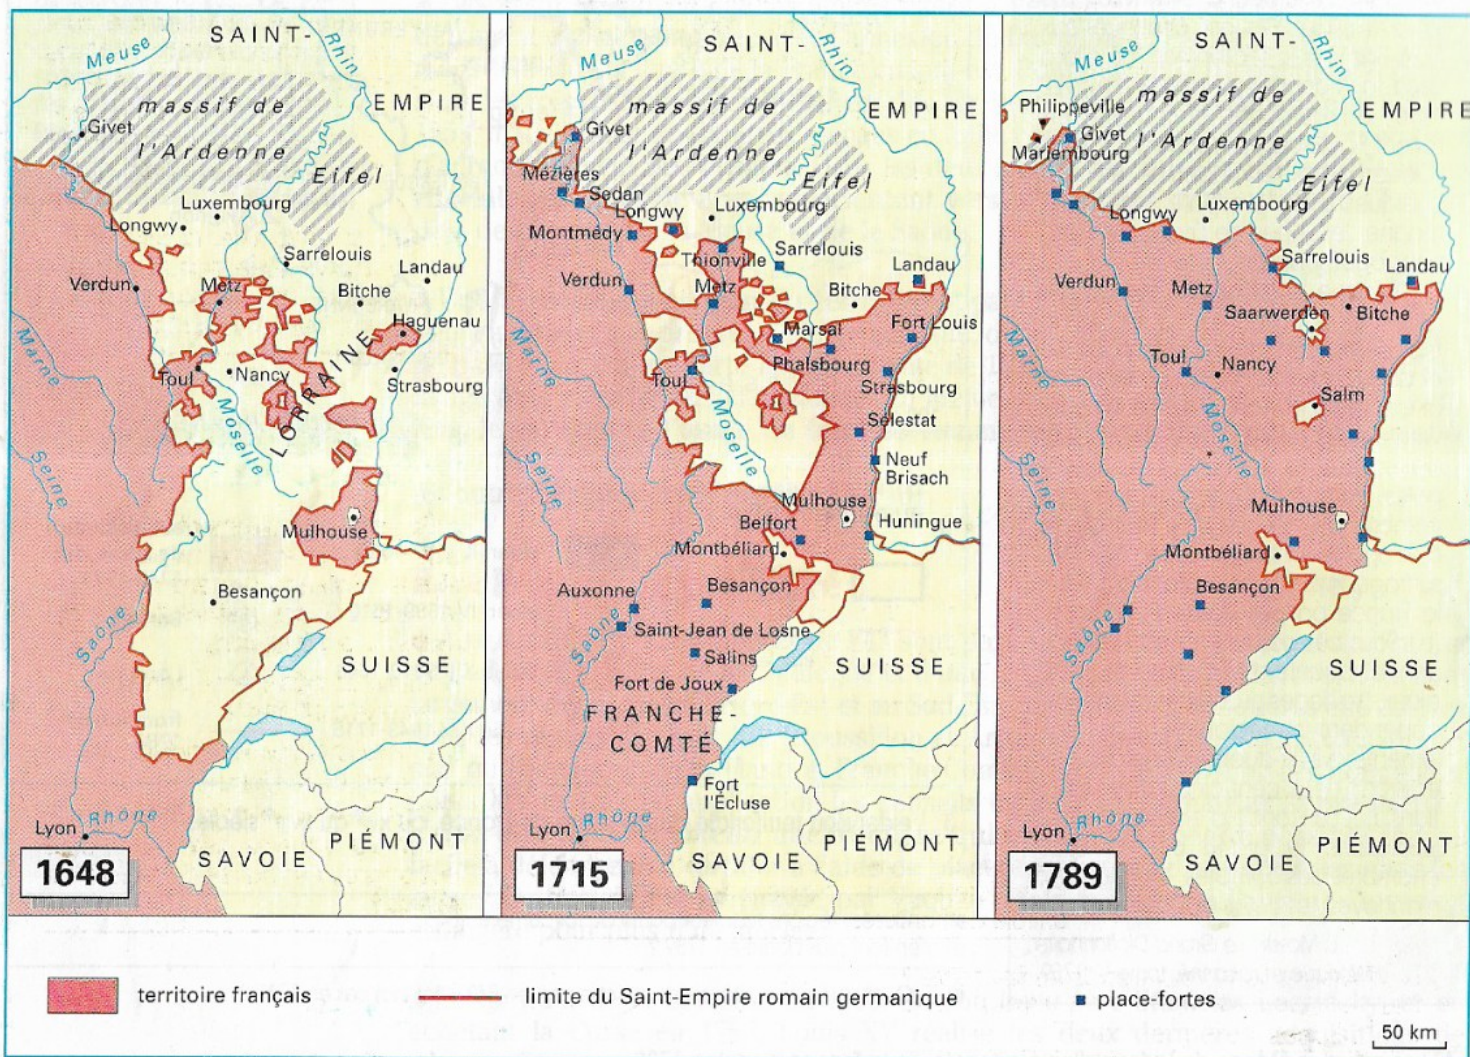 SAINT-
EMPIRE
Meuse
Rhin
massif de
l'Ardenne
Eifel
Givet
Luxembourg
Longwy
Sarrelouis
Landau
Verdun
Metz
Bitche
Haguenau
Marne
Toul
Nancy
LORRAINE
Strasbourg
Moselle
Seine
Mulhouse
Besançon
Saône
SUISSE
Lyon
Rhône
SAVOIE
PIÉMONT
1648
SAINT-
EMPIRE
Meuse
Rhin
massif de
l'Ardenne
Eifel
Givet
Mézières
Sedan
Longwy
Luxembourg
Montmédy
Thionville
Sarrelouis
Landau
Verdun
Metz
Bitche
Marsal
Fort Louis
Marne
Phalsbourg
Toul
Strasbourg
Sélestat
Moselle
Neuf
Brisach
Seine
Mulhouse
Belfort
Huningue
Montbéliard
Auxonne
Besançon
Saône
Saint-Jean de Losne
Salins
SUISSE
Fort de Joux
FRANCHE-
COMTÉ
Fort
l'Écluse
Lyon
Rhône
SAVOIE
PIÉMONT
1715
SAINT-
EMPIRE
Meuse
Rhin
Philippeville
massif de
Givet
l'Ardenne
Mariembourg
Eifel
Longwy
Luxembourg
Sarrelouis
Landau
Verdun
Metz
Saarwerden
Bitche
Marne
Toul
Nancy
Salm
Moselle
Seine
Mulhouse
Montbéliard
Besançon
Saône
SUISSE
Lyon
Rhône
SAVOIE
PIÉMONT
1789
territoire français
limite du Saint-Empire romain germanique
place-fortes
50 km